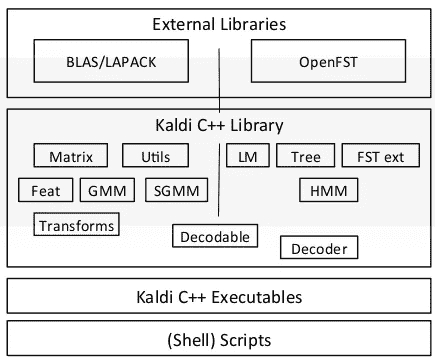 External Libraries
BLAS/LAPACK
OpenFST
Kaldi C++ Library
Matrix
Utils
LM
Tree
FST ext
Feat
GMM
SGMM
HMM
Transforms
Decodable
Decoder
Kaldi C++ Executables
(Shell) Scripts